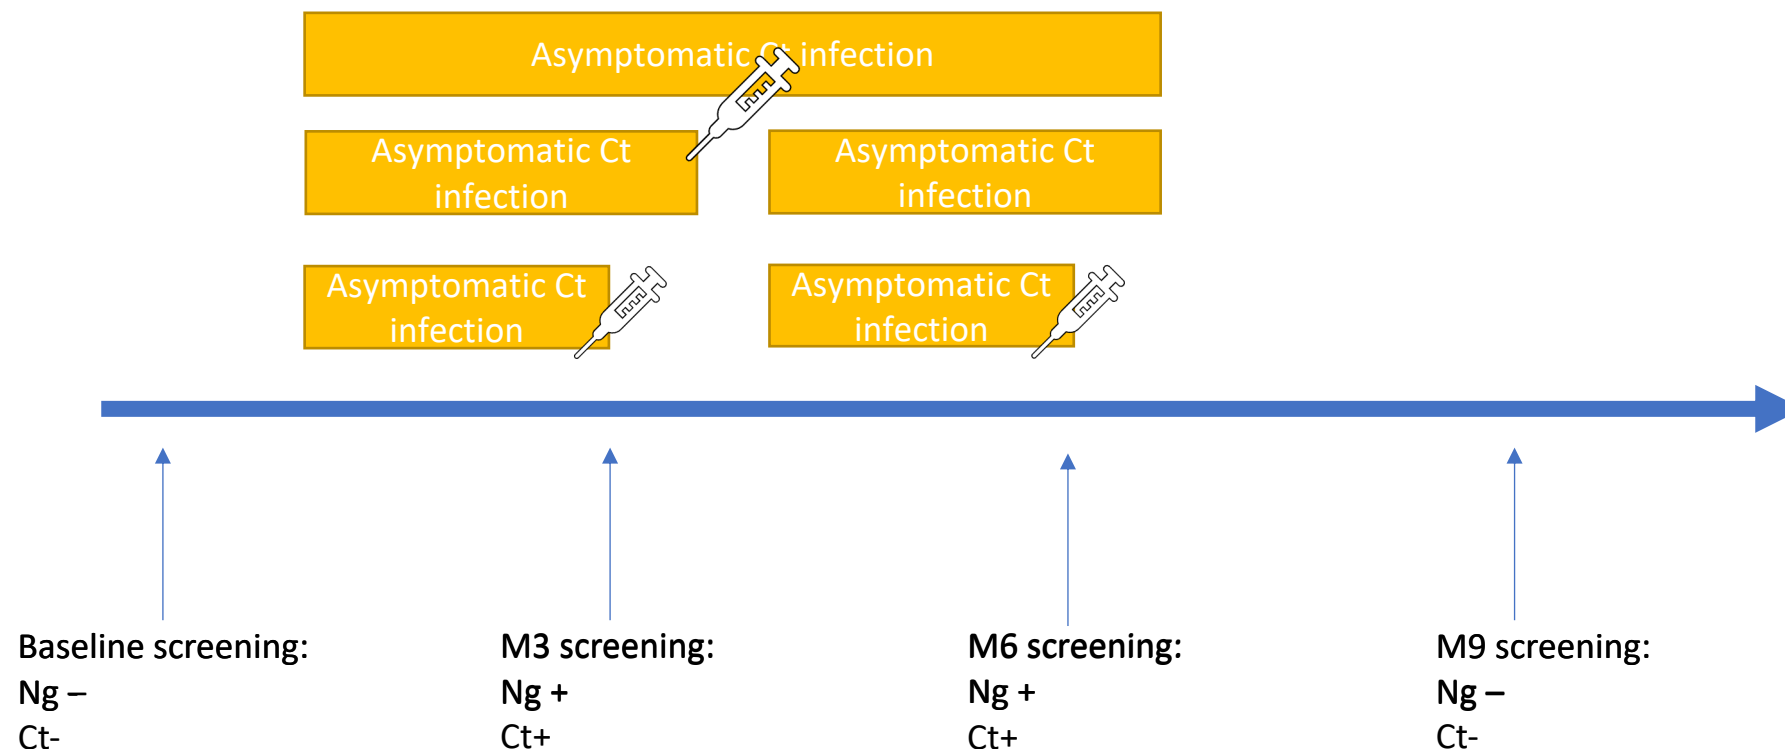 Asymptomatic Ct infection
Asymptomatic Ct
infection
Asymptomatic Ct
infection
Asymptomatic Ct
infection
Asymptomatic Ct
infection
Baseline screening:
Ng –
Ct-
M3 screening:
Ng +
Ct+
M6 screening:
Ng +
Ct+
M9 screening:
Ng –
Ct-